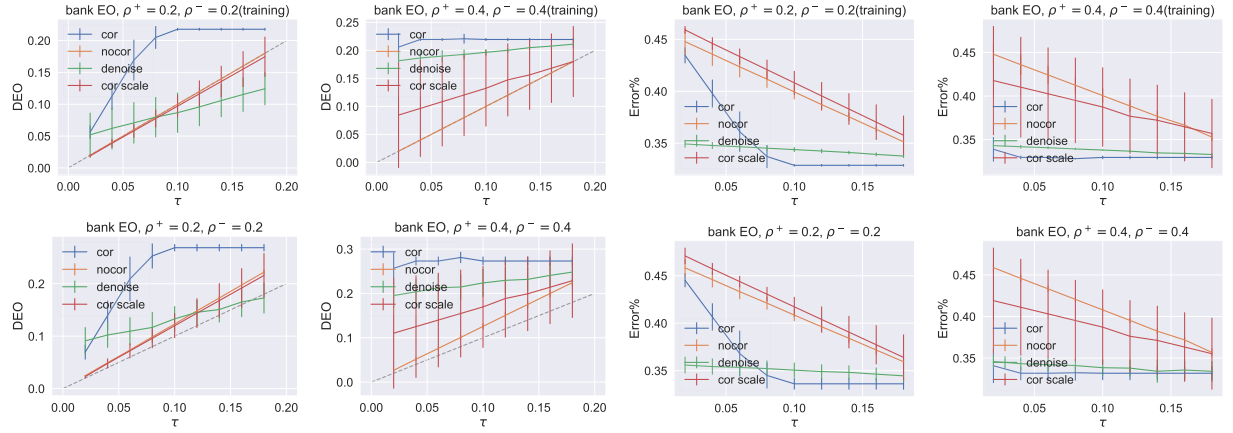 bank EO, ρ⁺ = 0.2, ρ⁻ = 0.2(training)
DEO
0.20
0.15
0.10
0.05
0.00
cor
nocor
denoise
cor scale
0.00 0.05 0.10 0.15 0.20
τ
bank EO, ρ⁺ = 0.4, ρ⁻ = 0.4(training)
DEO
0.25
0.20
0.15
0.10
0.05
0.00
cor
nocor
denoise
cor scale
0.00 0.05 0.10 0.15 0.20
τ
bank EO, ρ⁺ = 0.2, ρ⁻ = 0.2(training)
Error%
0.45
0.40
0.35
cor
nocor
denoise
cor scale
0.05 0.10 0.15
τ
bank EO, ρ⁺ = 0.4, ρ⁻ = 0.4(training)
Error%
0.45
0.40
0.35
cor
nocor
denoise
cor scale
0.05 0.10 0.15
τ
bank EO, ρ⁺ = 0.2, ρ⁻ = 0.2
DEO
0.2
0.1
0.0
cor
nocor
denoise
cor scale
0.00 0.05 0.10 0.15 0.20
τ
bank EO, ρ⁺ = 0.4, ρ⁻ = 0.4
DEO
0.3
0.2
0.1
0.0
cor
nocor
denoise
cor scale
0.00 0.05 0.10 0.15 0.20
τ
bank EO, ρ⁺ = 0.2, ρ⁻ = 0.2
Error%
0.45
0.40
0.35
cor
nocor
denoise
cor scale
0.05 0.10 0.15
τ
bank EO, ρ⁺ = 0.4, ρ⁻ = 0.4
Error%
0.45
0.40
0.35
cor
nocor
denoise
cor scale
0.05 0.10 0.15
τ